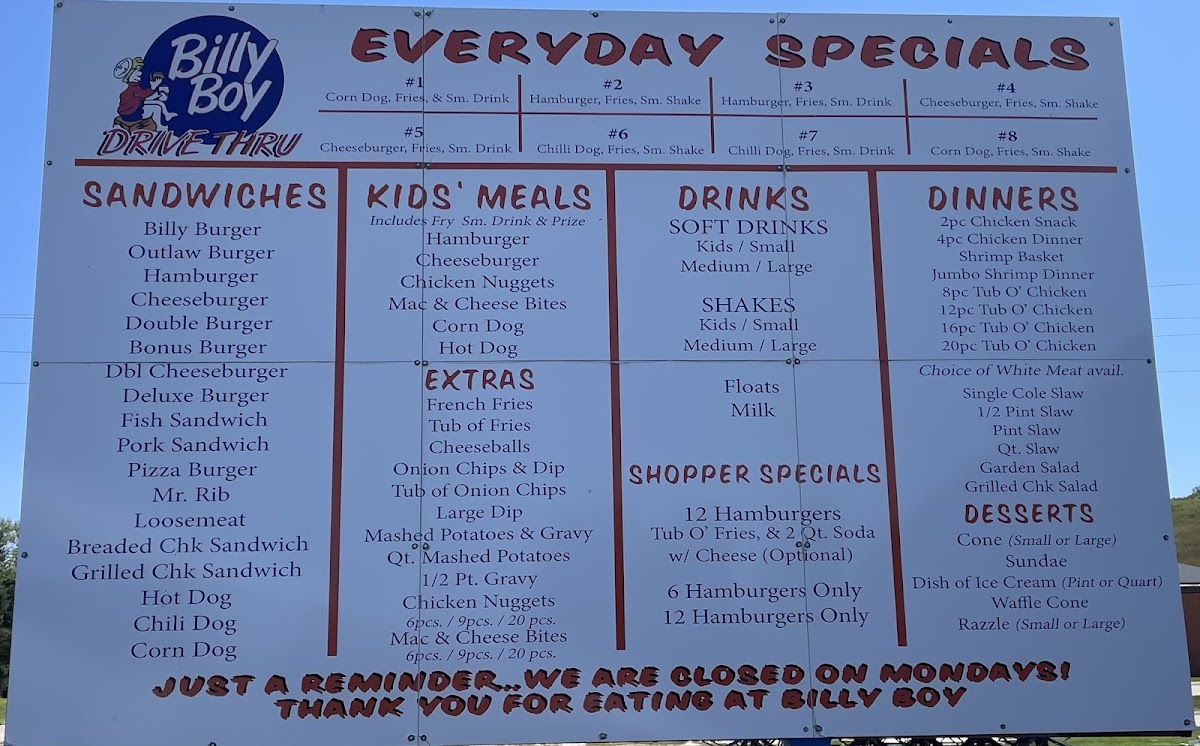 Billy
Boy
DRIVE THRU
EVERYDAY SPECIALS
#1
Corn Dog, Fries, & Sm. Drink
#2
Hamburger, Fries, Sm. Shake
#3
Hamburger, Fries, Sm. Drink
#4
Cheeseburger, Fries, Sm. Shake
#5
Cheeseburger, Fries, Sm. Drink
#6
Chilli Dog, Fries, Sm. Shake
#7
Chilli Dog, Fries, Sm. Drink
#8
Corn Dog, Fries, Sm. Shake
SANDWICHES
Billy Burger
Outlaw Burger
Hamburger
Cheeseburger
Double Burger
Bonus Burger
Dbl Cheeseburger
Deluxe Burger
Fish Sandwich
Pork Sandwich
Pizza Burger
Mr. Rib
Loosemeat
Breaded Chk Sandwich
Grilled Chk Sandwich
Hot Dog
Chili Dog
Corn Dog
KIDS' MEALS
Includes Fry Sm. Drink & Prize
Hamburger
Cheeseburger
Chicken Nuggets
Mac & Cheese Bites
Corn Dog
Hot Dog
EXTRAS
French Fries
Tub of Fries
Cheeseballs
Onion Chips & Dip
Tub of Onion Chips
Large Dip
Mashed Potatoes & Gravy
Qt. Mashed Potatoes
1/2 Pt. Gravy
Chicken Nuggets
6pcs. / 9pcs. / 20 pcs.
Mac & Cheese Bites
6pcs. / 9pcs. / 20 pcs.
DRINKS
SOFT DRINKS
Kids / Small
Medium / Large
SHAKES
Kids / Small
Medium / Large
Floats
Milk
SHOPPER SPECIALS
12 Hamburgers
Tub O' Fries, & 2 Qt. Soda
w/ Cheese (Optional)
6 Hamburgers Only
12 Hamburgers Only
DINNERS
2pc Chicken Snack
4pc Chicken Dinner
Shrimp Basket
Jumbo Shrimp Dinner
8pc Tub O' Chicken
12pc Tub O' Chicken
16pc Tub O' Chicken
20pc Tub O' Chicken
Choice of White Meat avail.
Single Cole Slaw
1/2 Pint Slaw
Pint Slaw
Qt. Slaw
Garden Salad
Grilled Chk Salad
DESSERTS
Cone (Small or Large)
Sundae
Dish of Ice Cream (Pint or Quart)
Waffle Cone
Razzle (Small or Large)
JUST A REMINDER...WE ARE CLOSED ON MONDAYS!
THANK YOU FOR EATING AT BILLY BOY